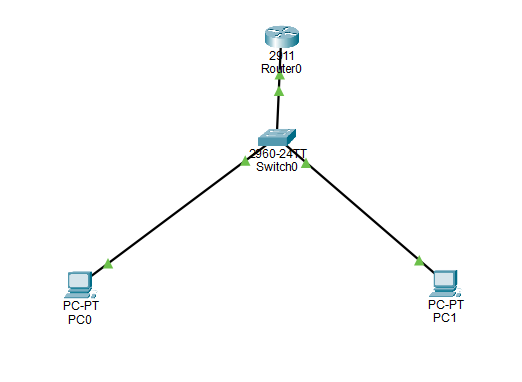 2911
Router0
2960-24TT
Switch0
PC-PT
PC0
PC-PT
PC1